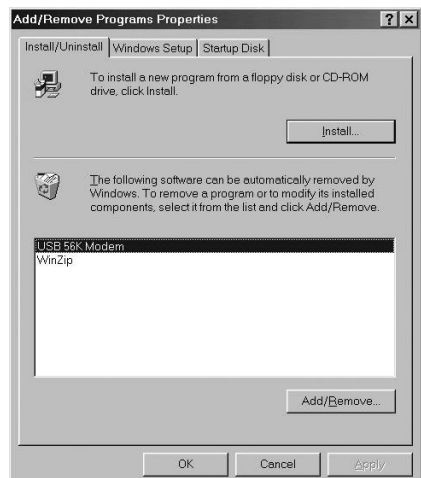 Add/Remove Programs Properties
Install/Uninstall Windows Setup Startup Disk
To install a new program from a floppy disk or CD-ROM
drive, click Install.
Install...
The following software can be automatically removed by
Windows. To remove a program or to modify its installed
components, select it from the list and click Add/Remove.
USB 56K Modem
WinZip
Add/Remove...
OK Cancel Apply